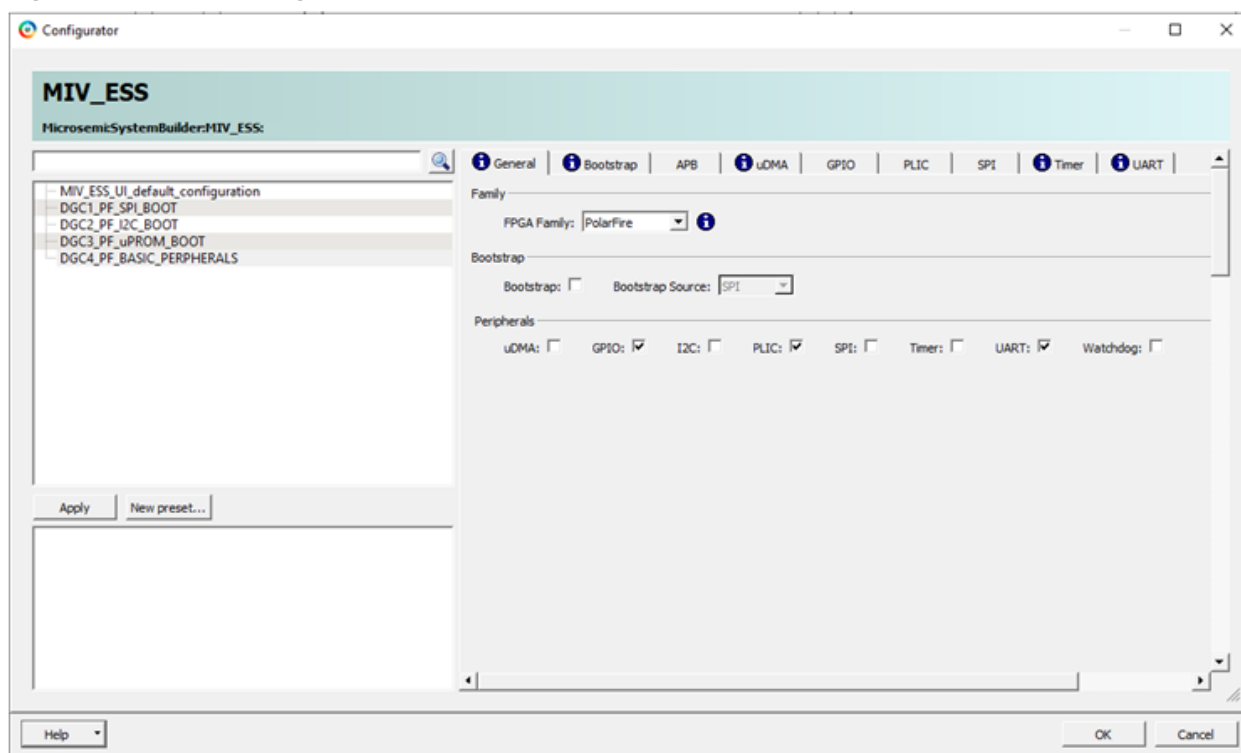 Configurator
MIV_ESS
Microsemi:SystemBuilder:MIV_ESS:
General Bootstrap APB uDMA GPIO PLIC SPI Timer UART
MIV_ESS_UI_default_configuration
DGC1_PF_SPI_BOOT
DGC2_PF_I2C_BOOT
DGC3_PF_uPROM_BOOT
DGC4_PF_BASIC_PERPHERALS
Apply New preset...
Family
FPGA Family: PolarFire
Bootstrap
Bootstrap: Bootstrap Source: SPI
Peripherals
uDMA: GPIO: I2C: PLIC: SPI: Timer: UART: Watchdog:
Help OK Cancel